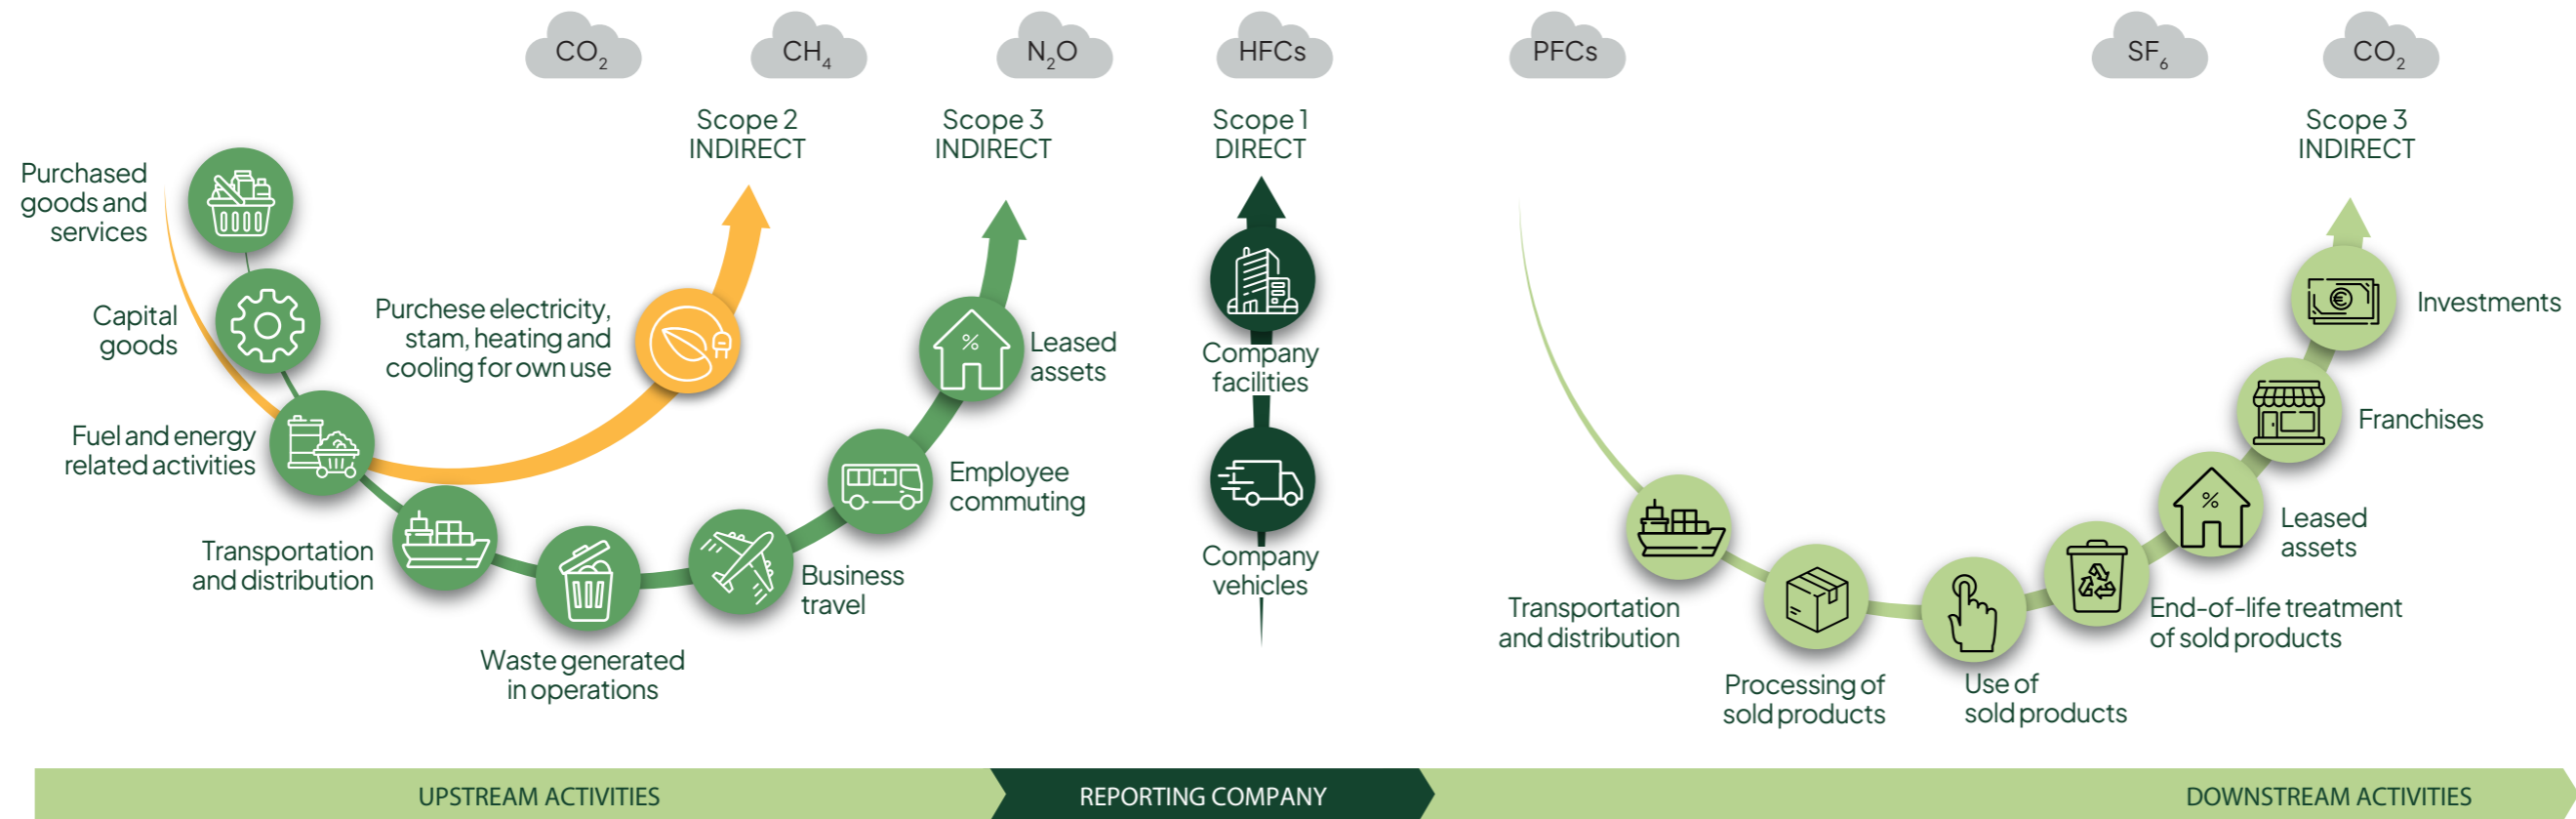 CO2
CH4
N2O
HFCs
PFCs
SF6
CO2
Scope 2
INDIRECT
Scope 3
INDIRECT
Scope 1
DIRECT
Scope 3
INDIRECT
Purchased
goods and
services
Capital
goods
Fuel and energy
related activities
Transportation
and distribution
Waste generated
in operations
Business
travel
Employee
commuting
%
Leased
assets
Purchese electricity,
stam, heating and
cooling for own use
Company
facilities
Company
vehicles
Transportation
and distribution
Processing of
sold products
Use of
sold products
End-of-life treatment
of sold products
%
Leased
assets
Franchises
€
Investments
UPSTREAM ACTIVITIES
REPORTING COMPANY
DOWNSTREAM ACTIVITIES